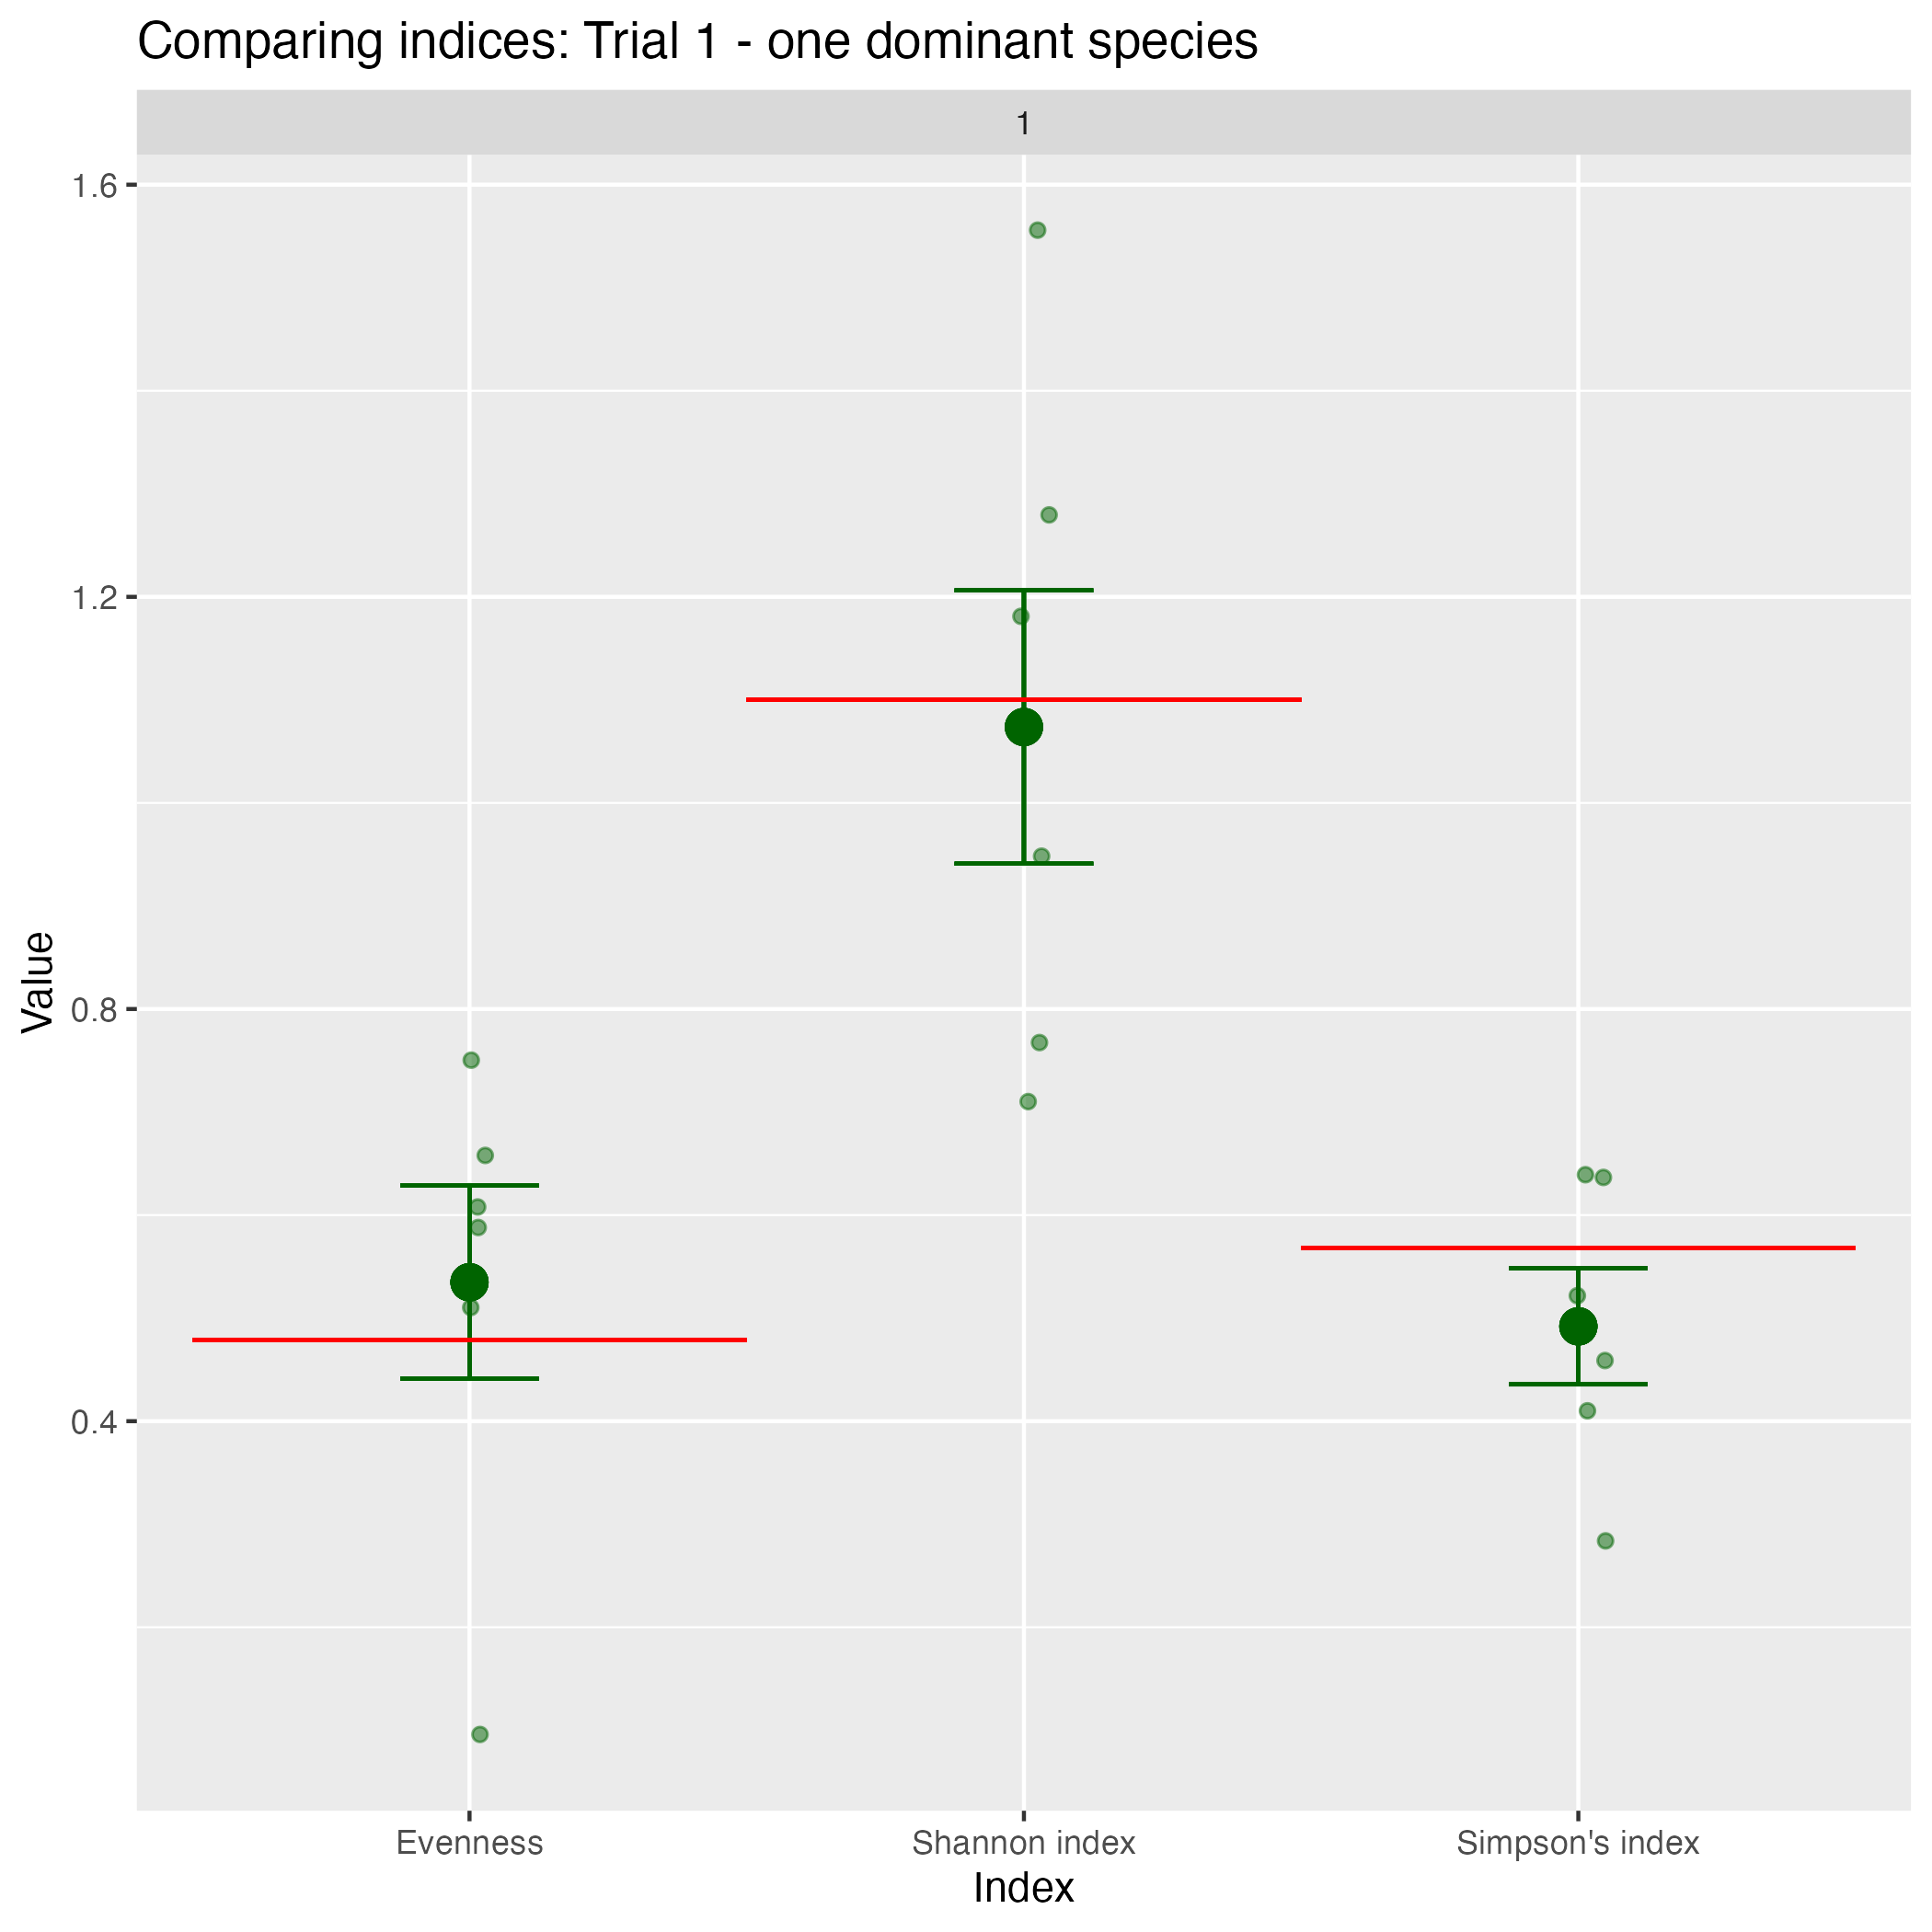 Comparing indices: Trial 1 - one dominant species
1
1.6
1.2
0.8
0.4
Value
Evenness
Shannon index
Simpson's index
Index